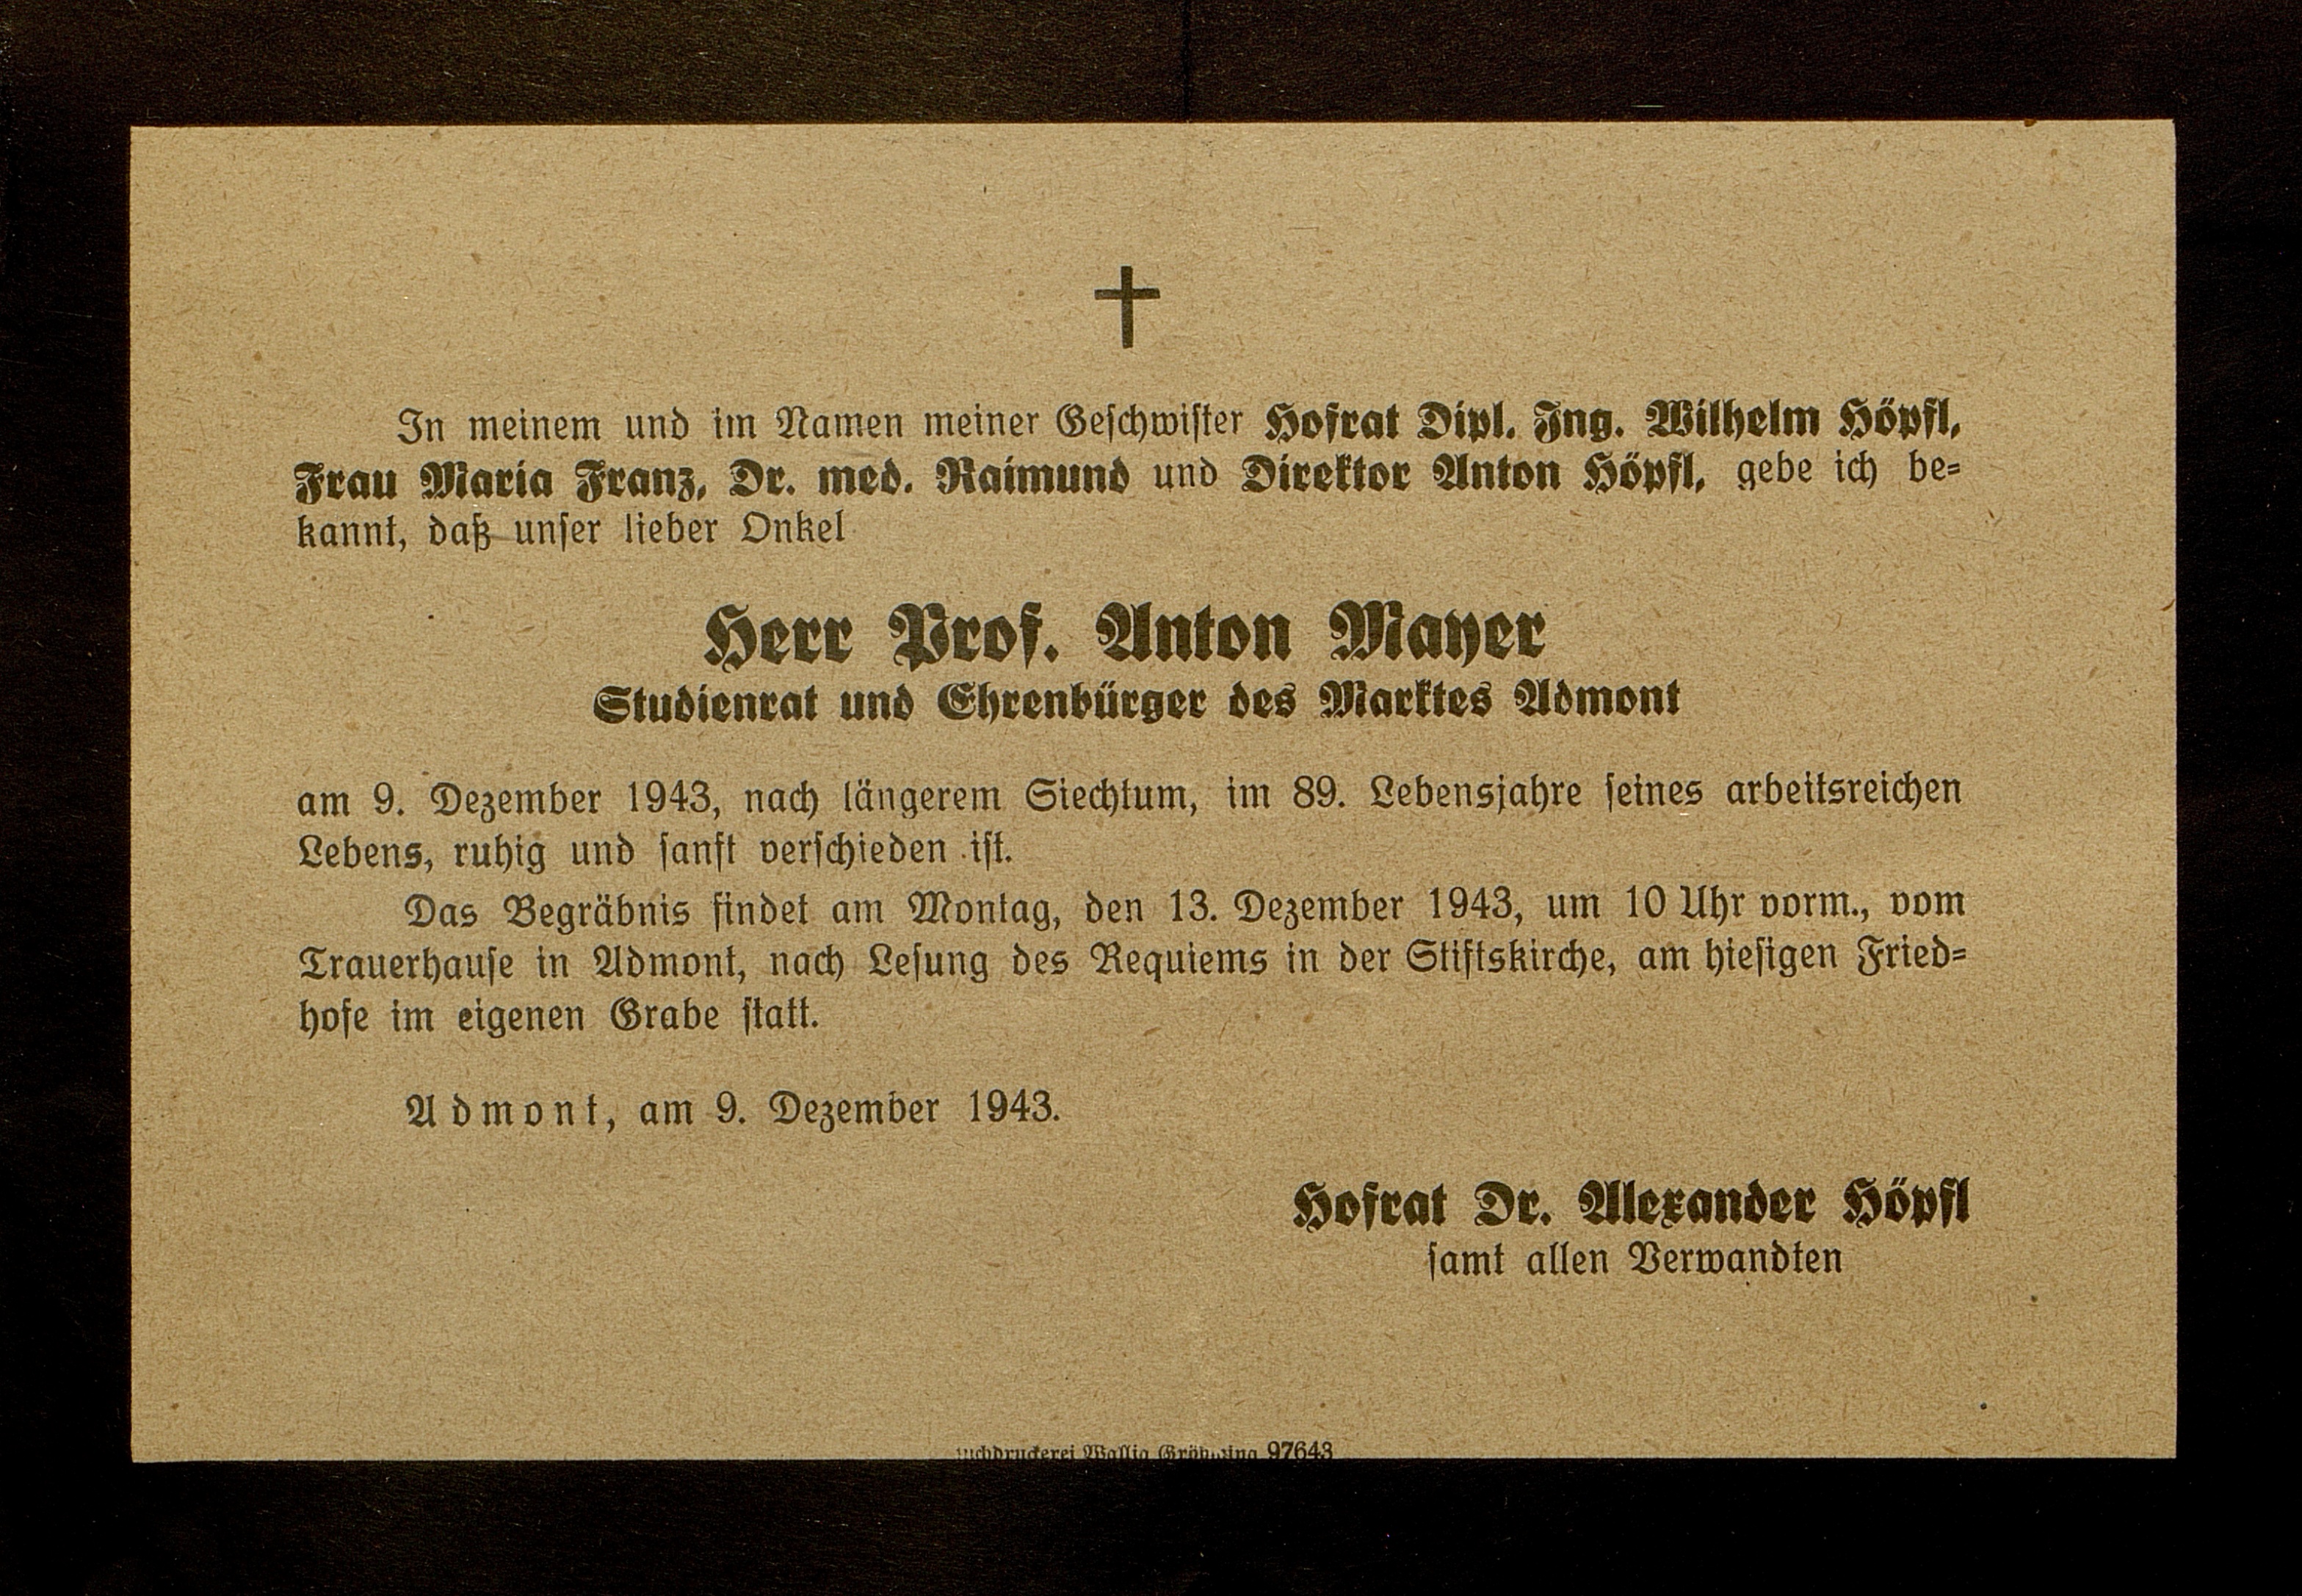 In meinem und im Namen meiner Geschwister Hofrat Dipl. Ing. Wilhelm Höpfl,
Frau Maria Franz, Dr. med. Raimund und Direktor Anton Höpfl, gebe ich be-
kannt, daß unser lieber Onkel
Herr Prof. Anton Mayer
Studienrat und Ehrenbürger des Marktes Admont
am 9. Dezember 1943, nach längerem Siechtum, im 89. Lebensjahre seines arbeitsreichen
Lebens, ruhig und sanft verschieden ist.
Das Begräbnis findet am Montag, den 13. Dezember 1943, um 10 Uhr vorm., vom
Trauerhause in Admont, nach Lesung des Requiems in der Stiftskirche, am hiesigen Fried-
hofe im eigenen Grabe statt.
Admont, am 9. Dezember 1943.
Hofrat Dr. Alexander Höpfl
samt allen Verwandten
97643